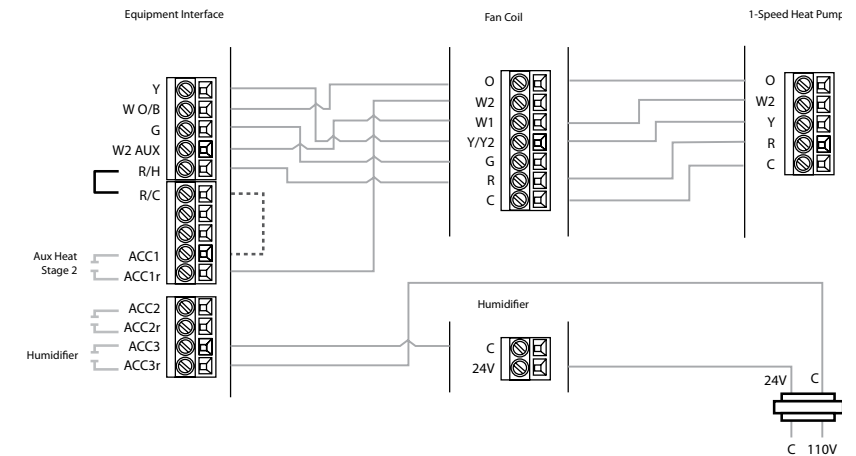 Equipment Interface
Fan Coil
1-Speed Heat Pump
Y
W O/B
G
W2 AUX
R/H
R/C
ACC1
ACC1r
Aux Heat
Stage 2
ACC2
ACC2r
ACC3
ACC3r
Humidifier
O
W2
W1
Y/Y2
G
R
C
O
W2
Y
R
C
Humidifier
C
24V
24V
C
C
110V